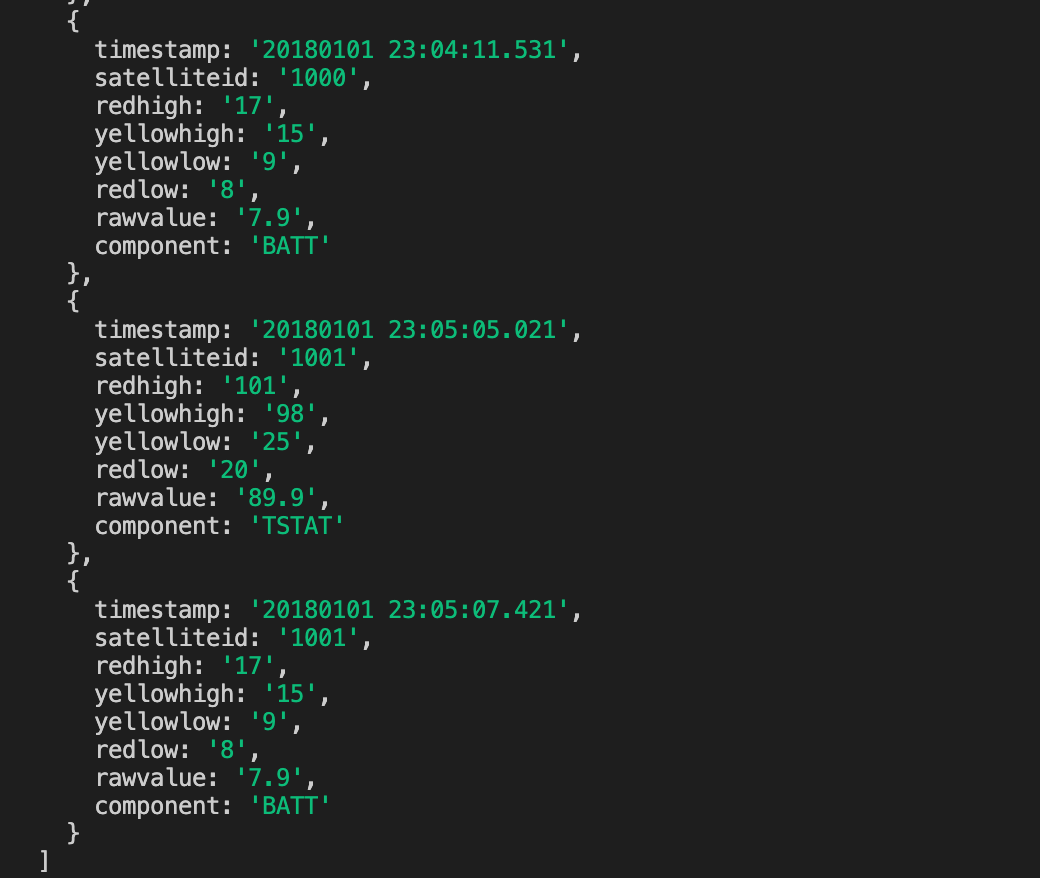 },
{
timestamp: '20180101 23:04:11.531',
satelliteid: '1000',
redhigh: '17',
yellowhigh: '15',
yellowlow: '9',
redlow: '8',
rawvalue: '7.9',
component: 'BATT'
},
{
timestamp: '20180101 23:05:05.021',
satelliteid: '1001',
redhigh: '101',
yellowhigh: '98',
yellowlow: '25',
redlow: '20',
rawvalue: '89.9',
component: 'TSTAT'
},
{
timestamp: '20180101 23:05:07.421',
satelliteid: '1001',
redhigh: '17',
yellowhigh: '15',
yellowlow: '9',
redlow: '8',
rawvalue: '7.9',
component: 'BATT'
}
]